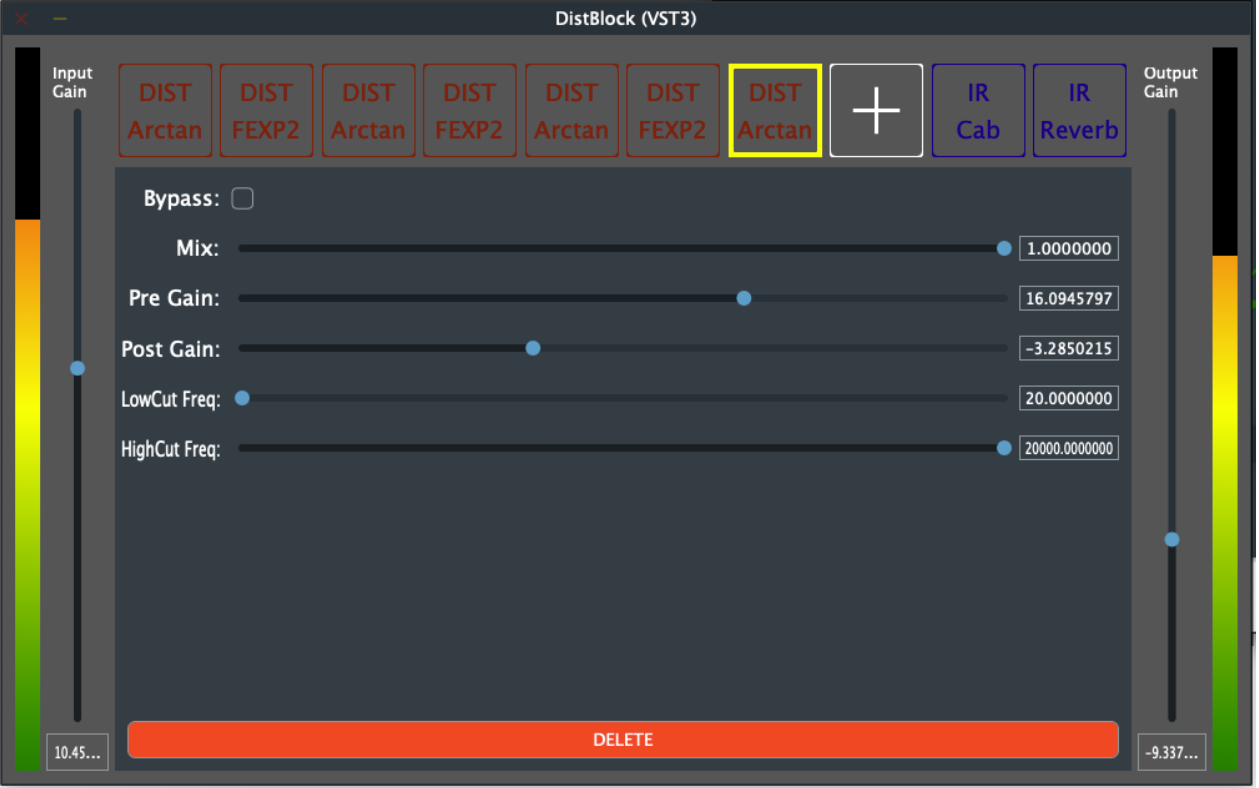 DistBlock (VST3)
Input
Gain
DIST
Arctan
DIST
FEXP2
DIST
Arctan
DIST
FEXP2
DIST
Arctan
DIST
FEXP2
DIST
Arctan
IR
Cab
IR
Reverb
Output
Gain
Bypass:
Mix:
1.0000000
Pre Gain:
16.0945797
Post Gain:
-3.2850215
LowCut Freq:
20.0000000
HighCut Freq:
20000.0000000
DELETE
10.45...
-9.337...